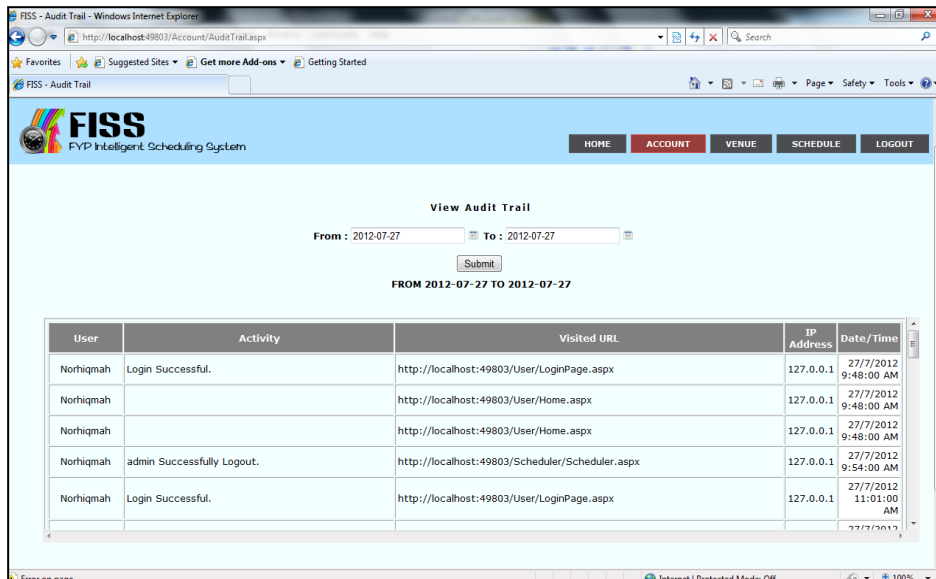 FISS - Audit Trail - Windows Internet Explorer
http://localhost:49803/Account/AuditTrail.aspx
Search
Favorites Suggested Sites Get more Add-ons Getting Started
FISS - Audit Trail
Page Safety Tools
FISS
FYP Intelligent Scheduling System
HOME ACCOUNT VENUE SCHEDULE LOGOUT
View Audit Trail
From : 2012-07-27 To : 2012-07-27
Submit
FROM 2012-07-27 TO 2012-07-27
User Activity Visited URL IP Address Date/Time
Norhiqmah Login Successful. http://localhost:49803/User/LoginPage.aspx 127.0.0.1 27/7/2012 9:48:00 AM
Norhiqmah http://localhost:49803/User/Home.aspx 127.0.0.1 27/7/2012 9:48:00 AM
Norhiqmah http://localhost:49803/User/Home.aspx 127.0.0.1 27/7/2012 9:48:00 AM
Norhiqmah admin Successfully Logout. http://localhost:49803/Scheduler/Scheduler.aspx 127.0.0.1 27/7/2012 9:54:00 AM
Norhiqmah Login Successful. http://localhost:49803/User/LoginPage.aspx 127.0.0.1 27/7/2012 11:01:00 AM
27/7/2012
Error on page Internet | Protected Mode: Off 100%